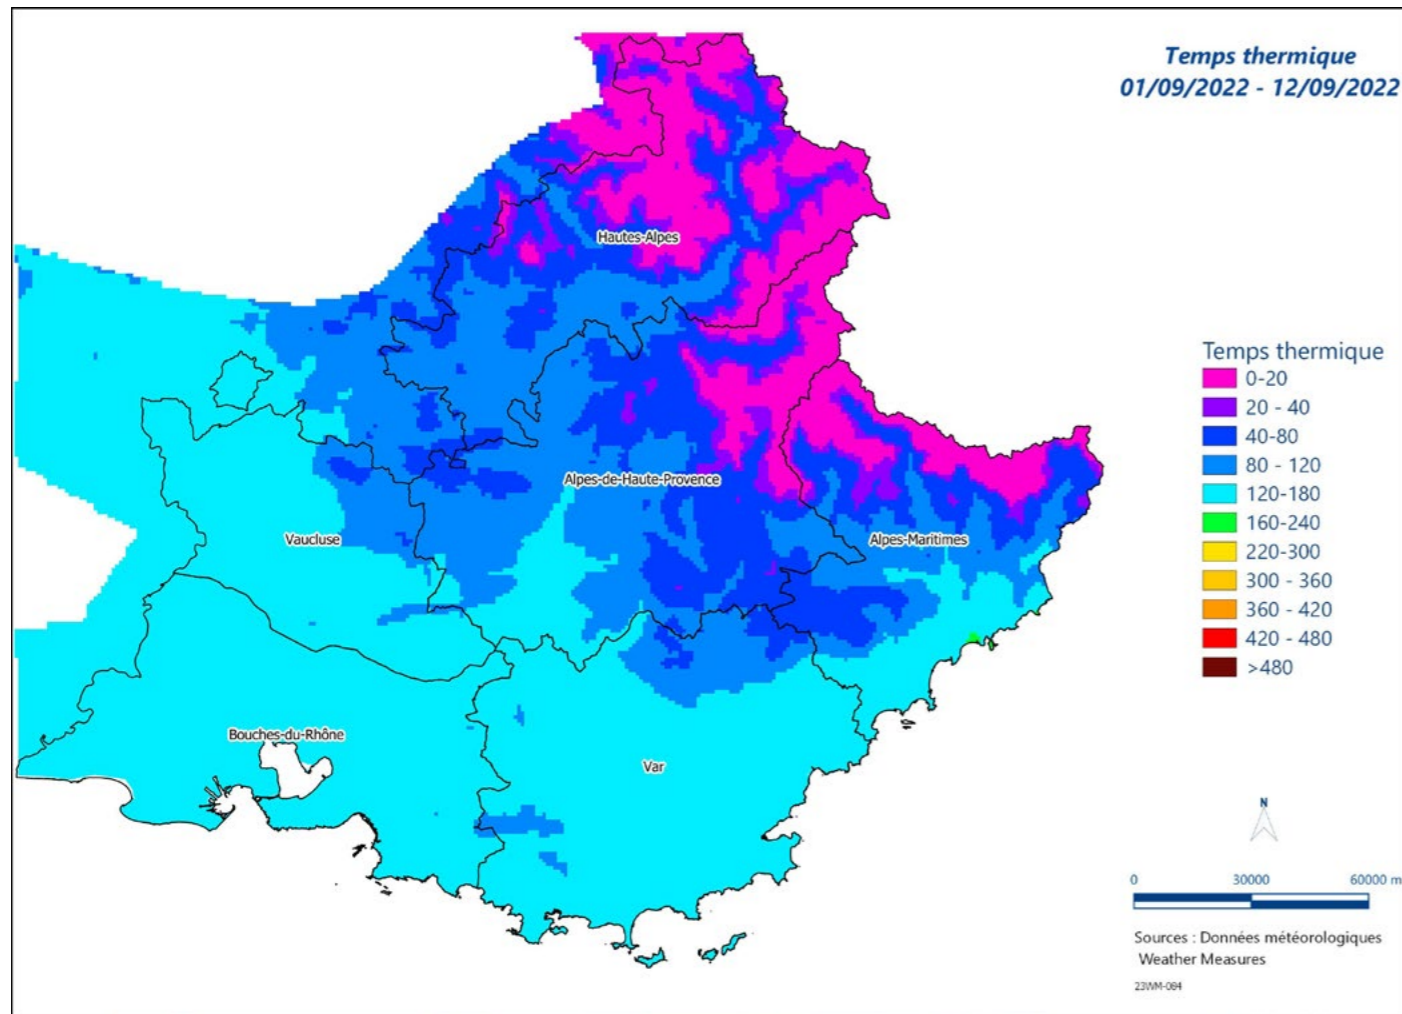 Temps thermique
01/09/2022 - 12/09/2022
Hautes-Alpes
Temps thermique
0-20
20 - 40
40-80
80 - 120
120-180
160-240
220-300
300 - 360
360 - 420
420 - 480
>480
Alpes-de-Haute-Provence
Vaucluse
Alpes-Maritimes
Bouches-du-Rhône
Var
N
0 30000 60000 m
Sources : Données météorologiques
Weather Measures
23WM-084